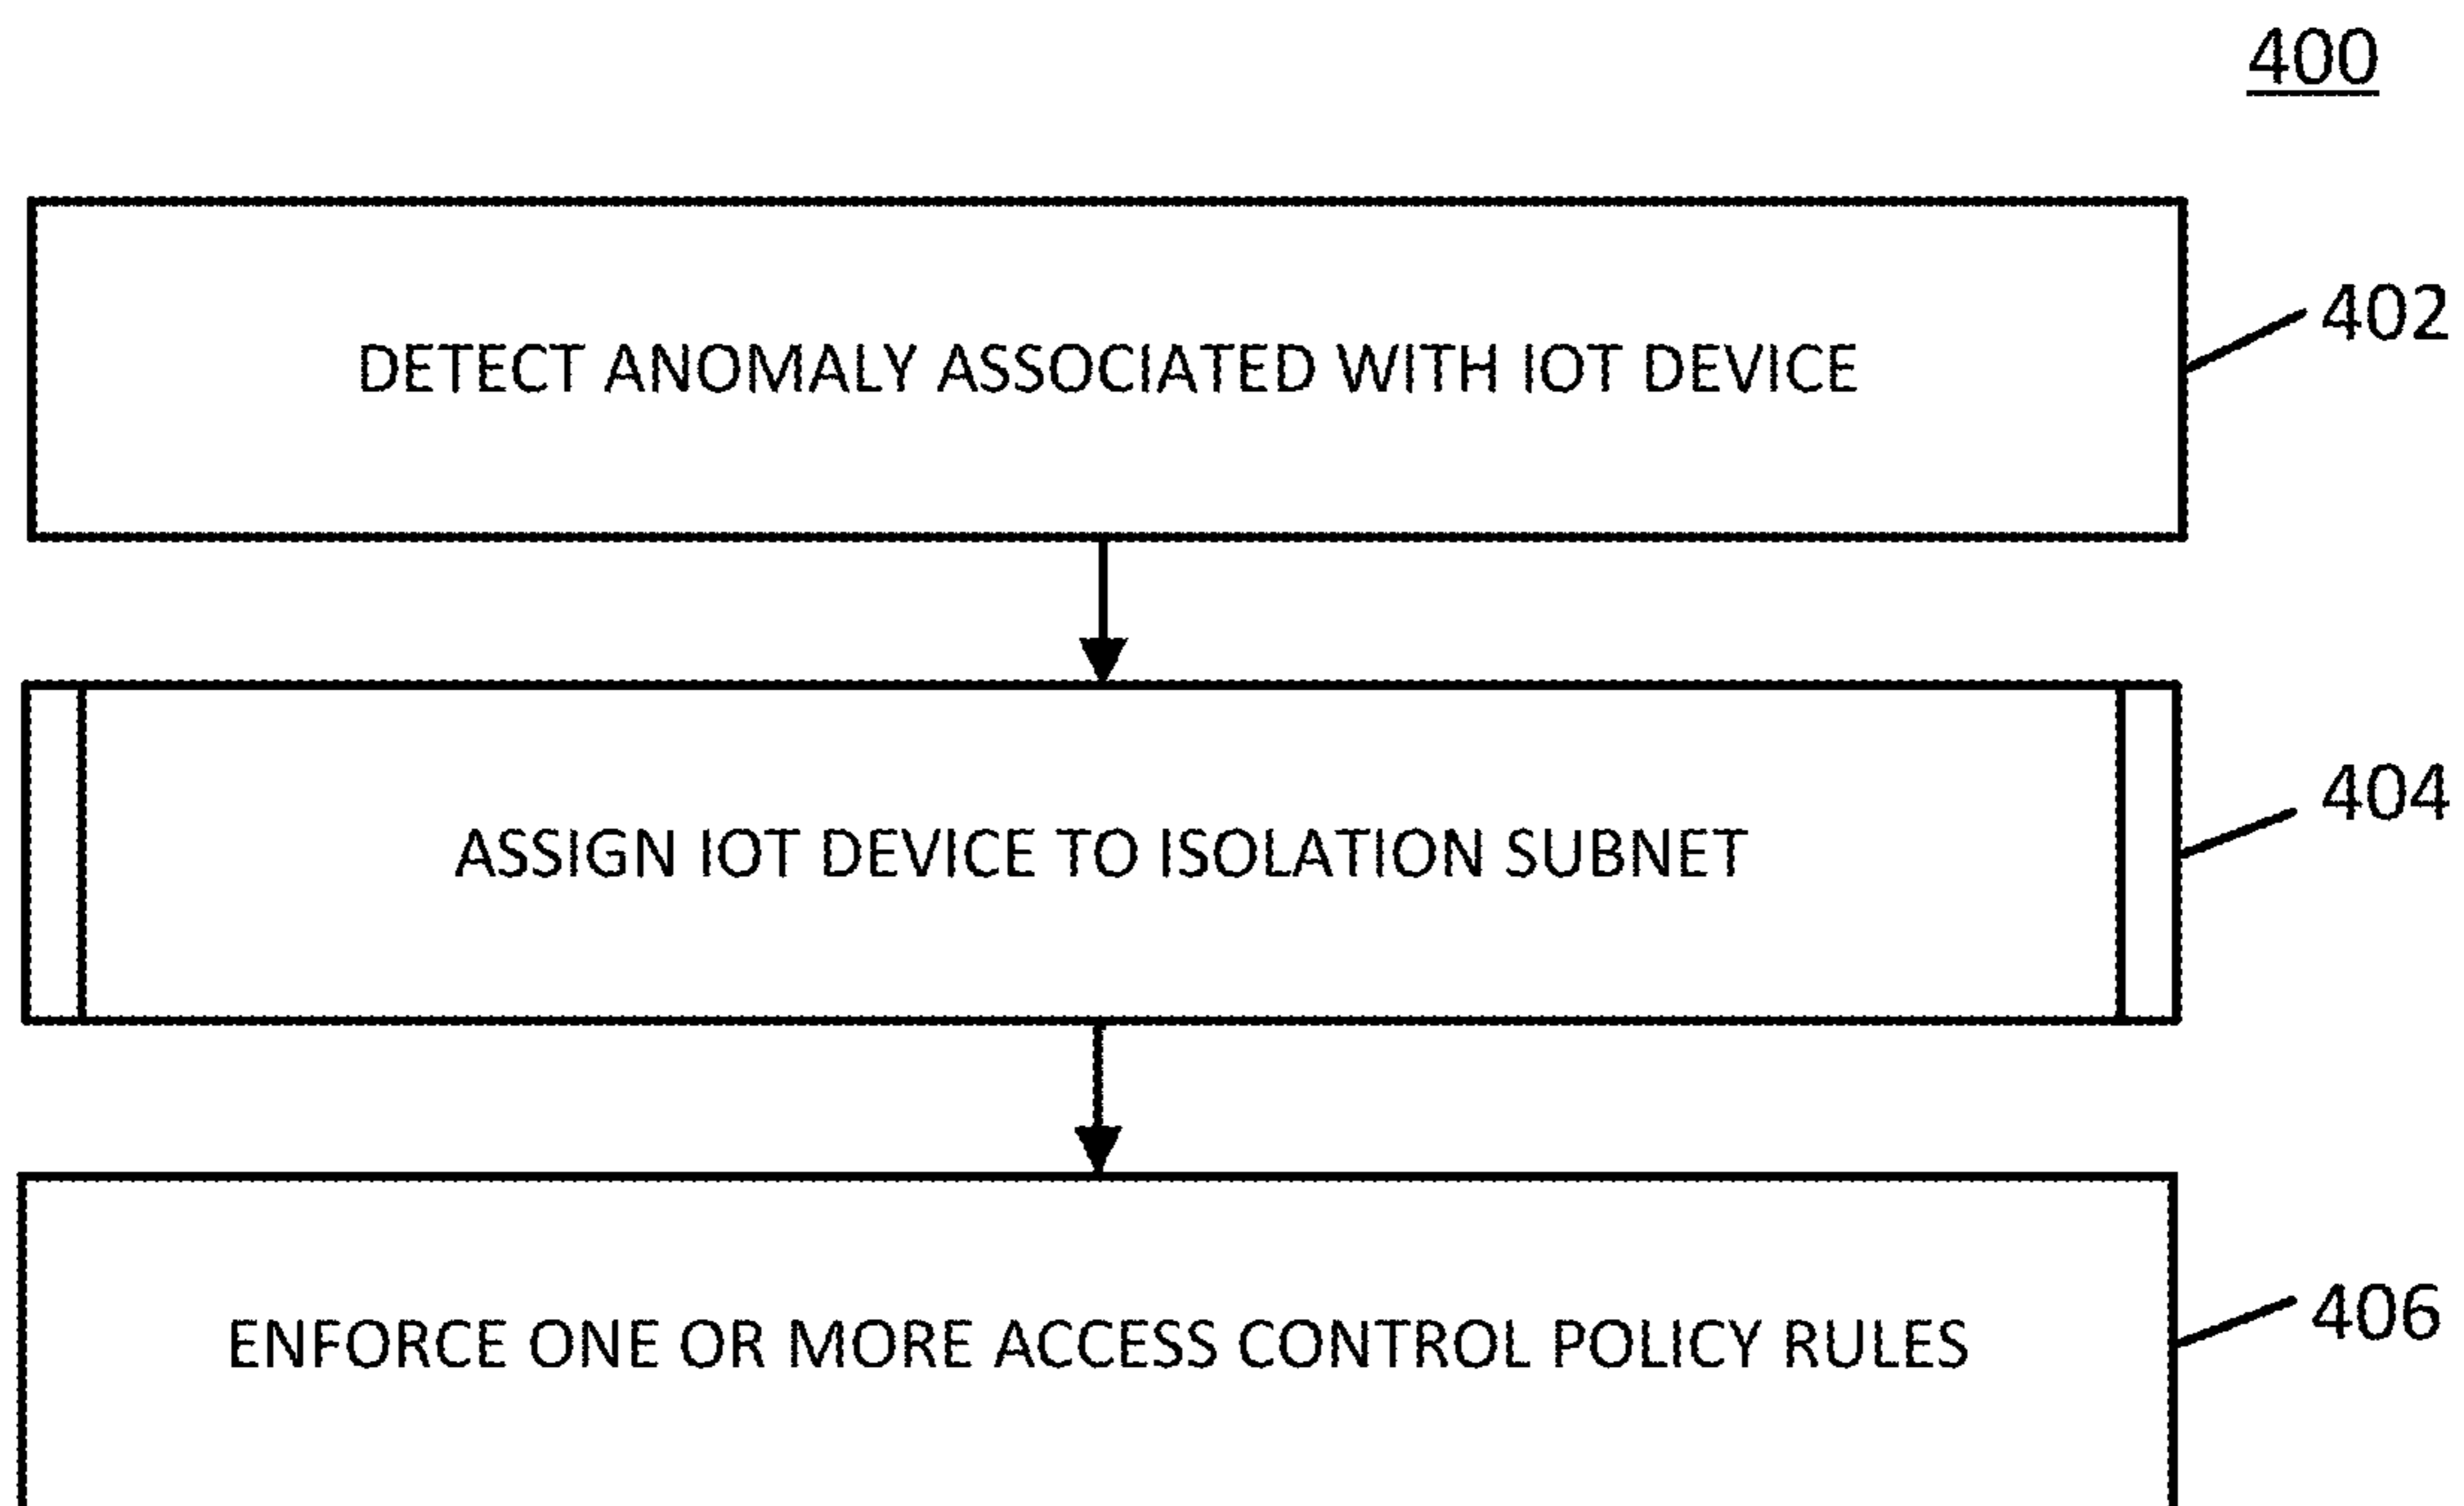 400
DETECT ANOMALY ASSOCIATED WITH IOT DEVICE
402
ASSIGN IOT DEVICE TO ISOLATION SUBNET
404
ENFORCE ONE OR MORE ACCESS CONTROL POLICY RULES
406